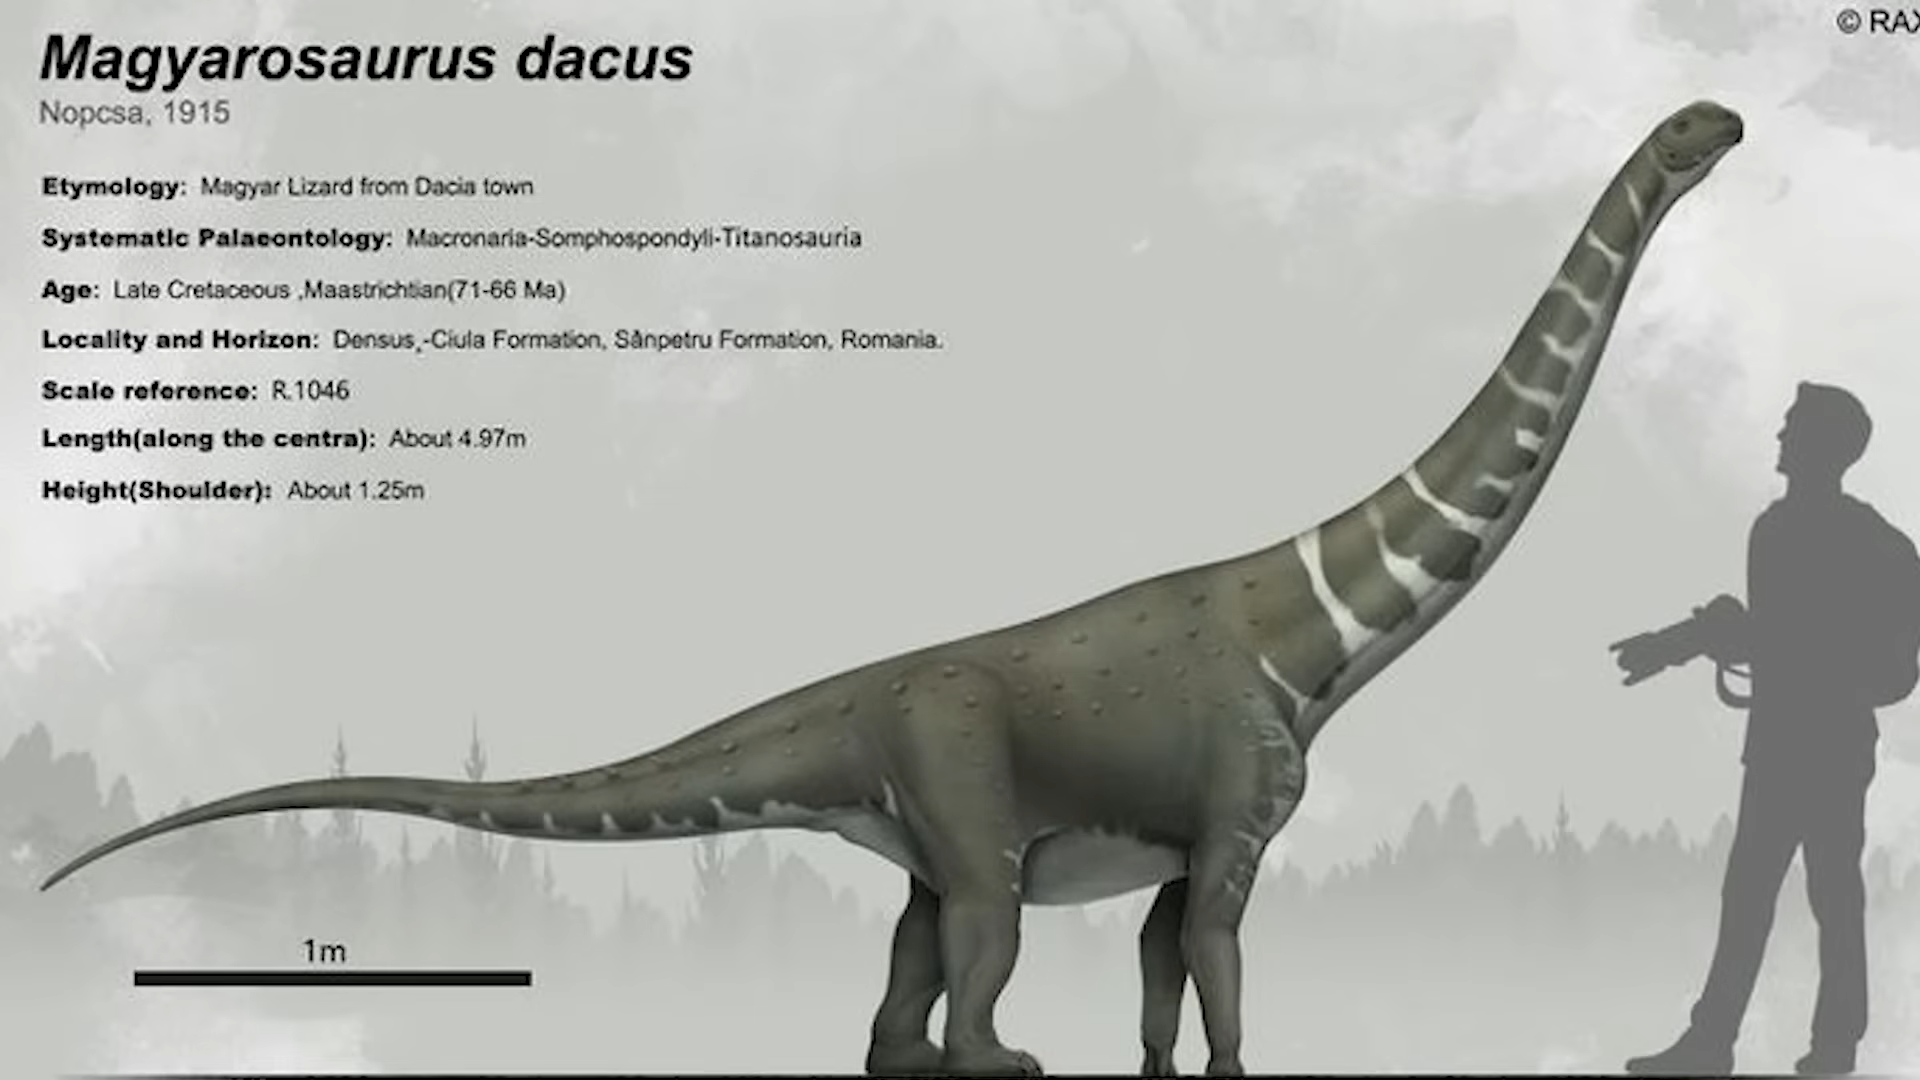 © RAX
Magyarosaurus dacus
Nopcsa, 1915
Etymology: Magyar Lizard from Dacia town
Systematic Palaeontology: Macronaria-Somphospondyli-Titanosauria
Age: Late Cretaceous ,Maastrichtian(71-66 Ma)
Locality and Horizon: Densus,-Ciula Formation, Sânpetru Formation, Romania.
Scale reference: R.1046
Length(along the centra): About 4.97m
Height(Shoulder): About 1.25m
1m